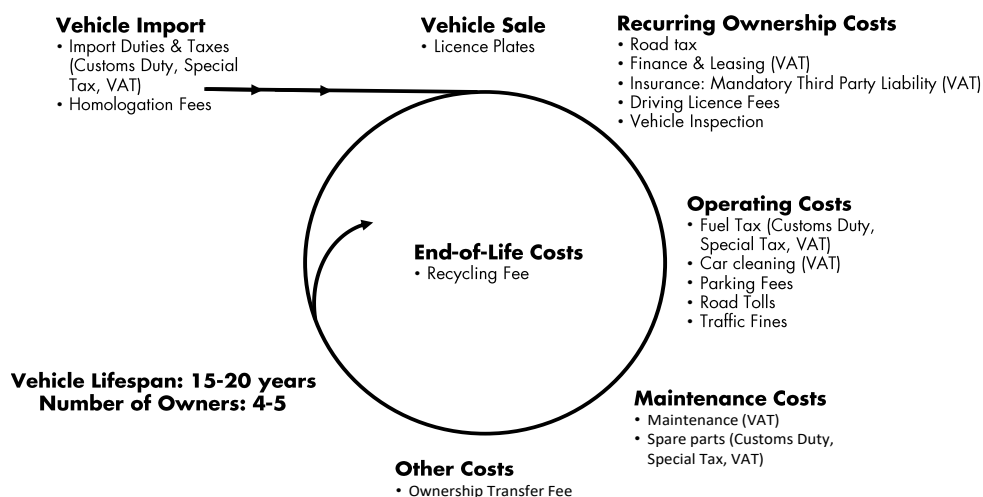 Vehicle Import
• Import Duties & Taxes
(Customs Duty, Special
Tax, VAT)
• Homologation Fees
Vehicle Sale
• Licence Plates
Recurring Ownership Costs
• Road tax
• Finance & Leasing (VAT)
• Insurance: Mandatory Third Party Liability (VAT)
• Driving Licence Fees
• Vehicle Inspection
Operating Costs
• Fuel Tax (Customs Duty,
Special Tax, VAT)
• Car cleaning (VAT)
• Parking Fees
• Road Tolls
• Traffic Fines
End-of-Life Costs
• Recycling Fee
Vehicle Lifespan: 15-20 years
Number of Owners: 4-5
Maintenance Costs
• Maintenance (VAT)
• Spare parts (Customs Duty,
Special Tax, VAT)
Other Costs
• Ownership Transfer Fee